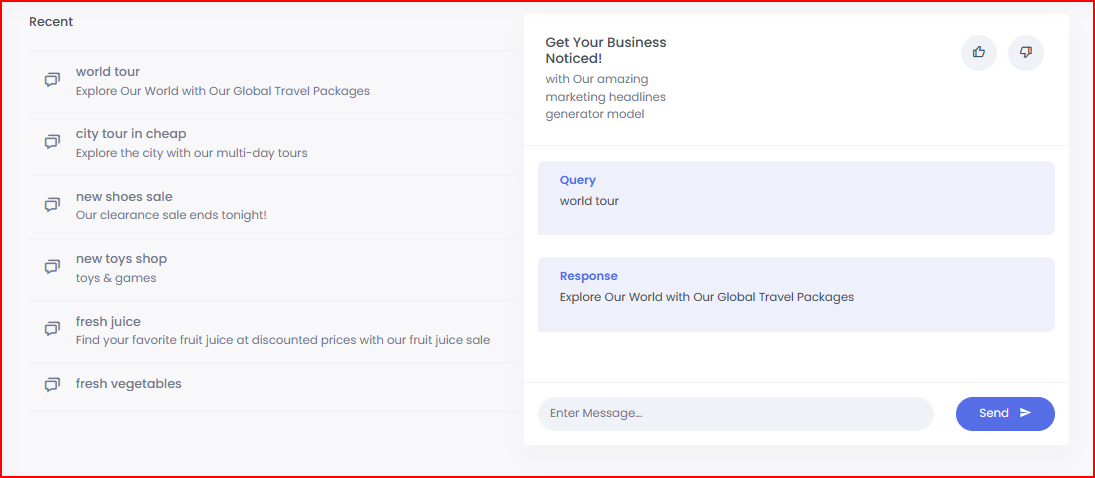 Recent
world tour
Explore Our World with Our Global Travel Packages
city tour in cheap
Explore the city with our multi-day tours
new shoes sale
Our clearance sale ends tonight!
new toys shop
toys & games
fresh juice
Find your favorite fruit juice at discounted prices with our fruit juice sale
fresh vegetables
Get Your Business
Noticed!
with Our amazing
marketing headlines
generator model
Query
world tour
Response
Explore Our World with Our Global Travel Packages
Enter Message...
Send